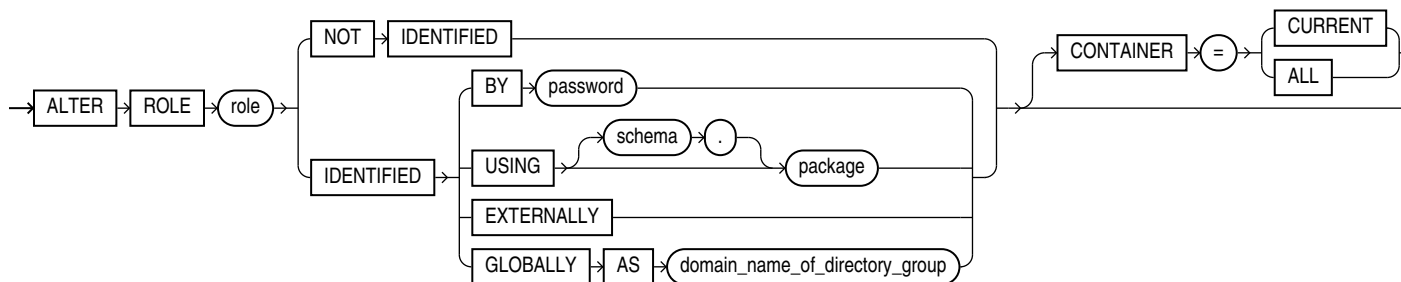 ALTER ROLE role
NOT IDENTIFIED
IDENTIFIED
BY password
USING schema . package
EXTERNALLY
GLOBALLY AS domain_name_of_directory_group
CONTAINER =
CURRENT
ALL